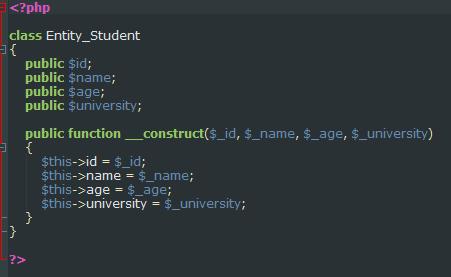 <?php
class Entity_Student
{
public $id;
public $name;
public $age;
public $university;
public function __construct($_id, $_name, $_age, $_university)
{
$this->id = $_id;
$this->name = $_name;
$this->age = $_age;
$this->university = $_university;
}
}
?>